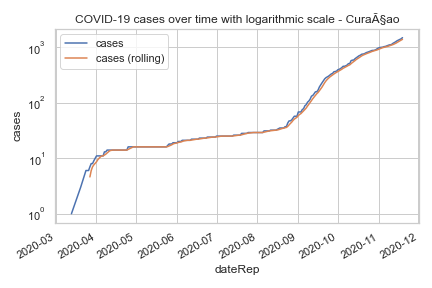 COVID-19 cases over time with logarithmic scale - CuraÃ§ao
cases
cases (rolling)
10³
10²
10¹
10⁰
cases
2020-03
2020-04
2020-05
2020-06
2020-07
2020-08
2020-09
2020-10
2020-11
2020-12
dateRep